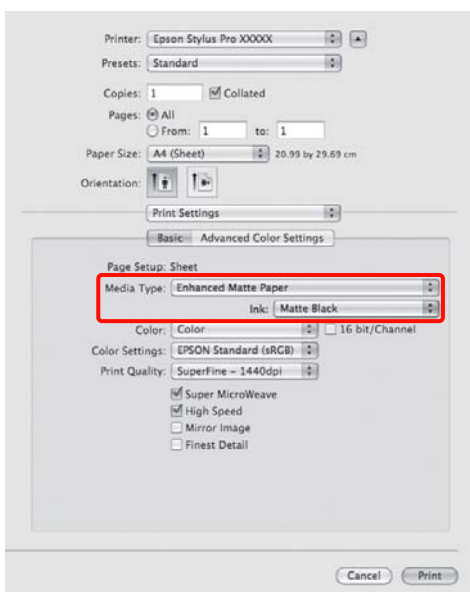 Printer: Epson Stylus Pro XXXXX
Presets: Standard
Copies: 1 Collated
Pages: All
From: 1 to: 1
Paper Size: A4 (Sheet) 20.99 by 29.69 cm
Orientation:
Print Settings
Basic Advanced Color Settings
Page Setup: Sheet
Media Type: Enhanced Matte Paper
Ink: Matte Black
Color: Color 16 bit/Channel
Color Settings: EPSON Standard (sRGB)
Print Quality: SuperFine - 1440dpi
Super MicroWeave
High Speed
Mirror Image
Finest Detail
Cancel Print